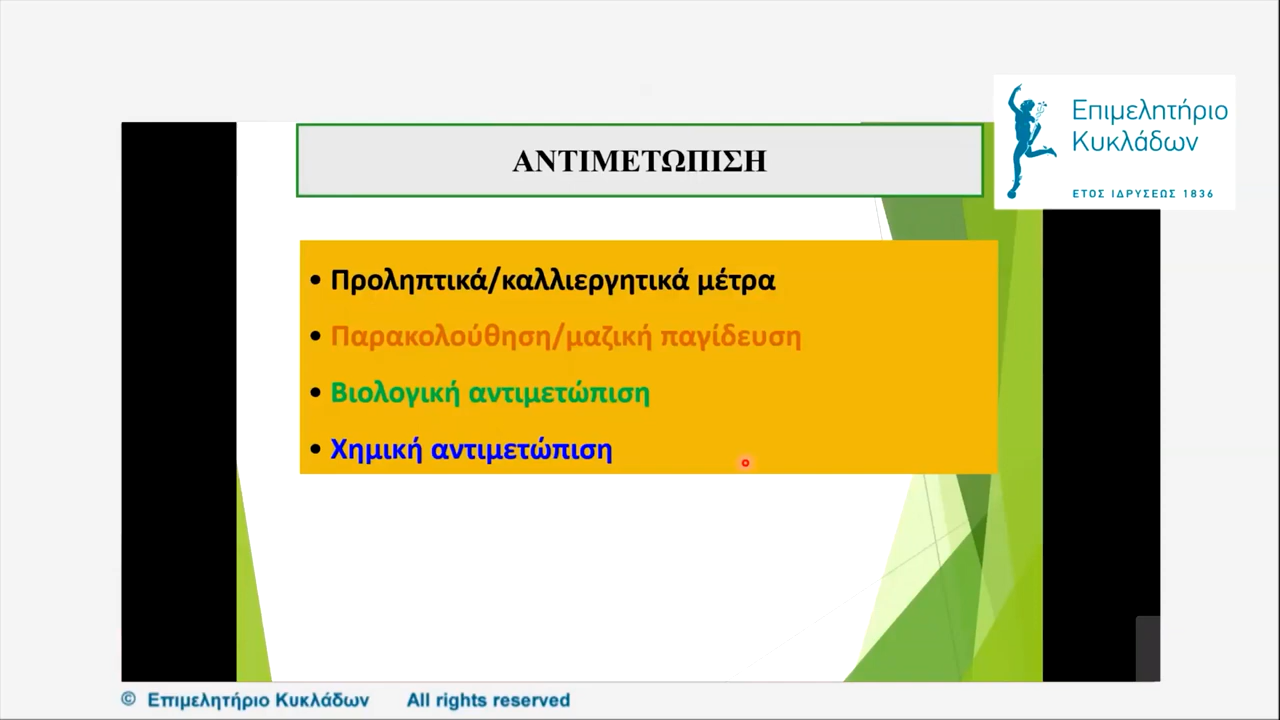 Επιμελητήριο
Κυκλάδων
ΕΤΟΣ ΙΔΡΥΣΕΩΣ 1836
ΑΝΤΙΜΕΤΩΠΙΣΗ
• Προληπτικά/καλλιεργητικά μέτρα
• Παρακολούθηση/μαζική παγίδευση
• Βιολογική αντιμετώπιση
• Χημική αντιμετώπιση
© Επιμελητήριο Κυκλάδων All rights reserved